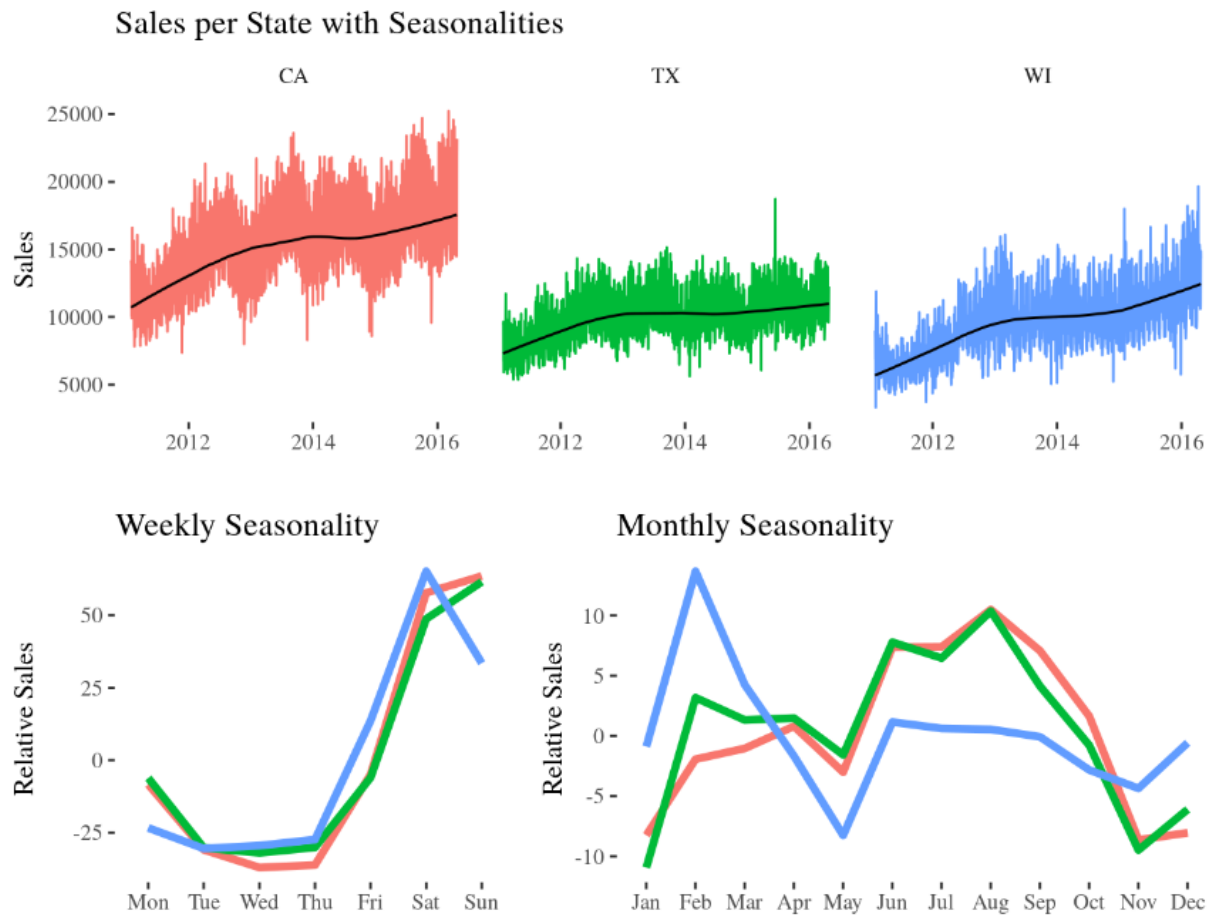 Sales per State with Seasonalities
CA TX WI
Sales
25000
20000
15000
10000
5000
2012 2014 2016 2012 2014 2016 2012 2014 2016
Weekly Seasonality
Relative Sales
50
25
0
-25
Mon Tue Wed Thu Fri Sat Sun
Monthly Seasonality
Relative Sales
10
5
0
-5
-10
Jan Feb Mar Apr May Jun Jul Aug Sep Oct Nov Dec